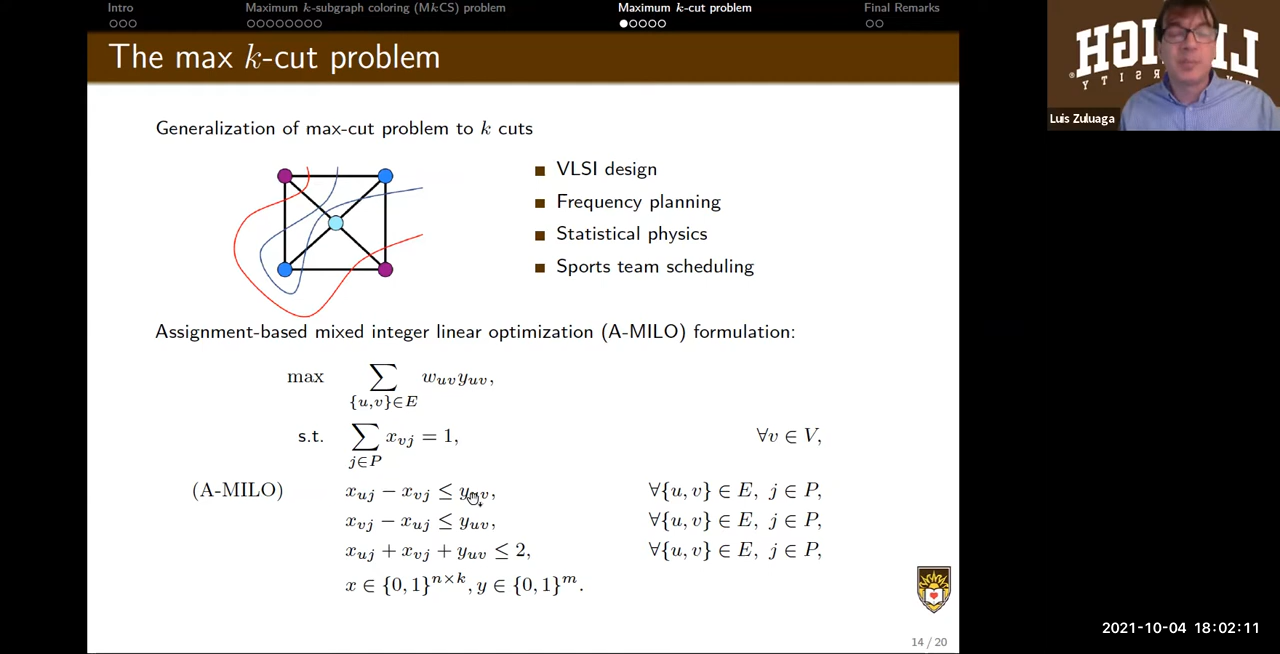 Intro
Maximum k-subgraph coloring (MkCS) problem
Maximum k-cut problem
Final Remarks
The max k-cut problem
Generalization of max-cut problem to k cuts
VLSI design
Frequency planning
Statistical physics
Sports team scheduling
Assignment-based mixed integer linear optimization (A-MILO) formulation:
max ∑_{{u,v}∈E} w_{uv}y_{uv},
s.t. ∑_{j∈P} x_{vj} = 1, ∀v ∈ V,
(A-MILO) x_{uj} − x_{vj} ≤ y_{uv}, ∀{u, v} ∈ E, j ∈ P,
x_{vj} − x_{uj} ≤ y_{uv}, ∀{u, v} ∈ E, j ∈ P,
x_{uj} + x_{vj} + y_{uv} ≤ 2, ∀{u, v} ∈ E, j ∈ P,
x ∈ {0, 1}^{n×k}, y ∈ {0, 1}^m.
14 / 20
Luis Zuluaga
2021-10-04 18:02:11